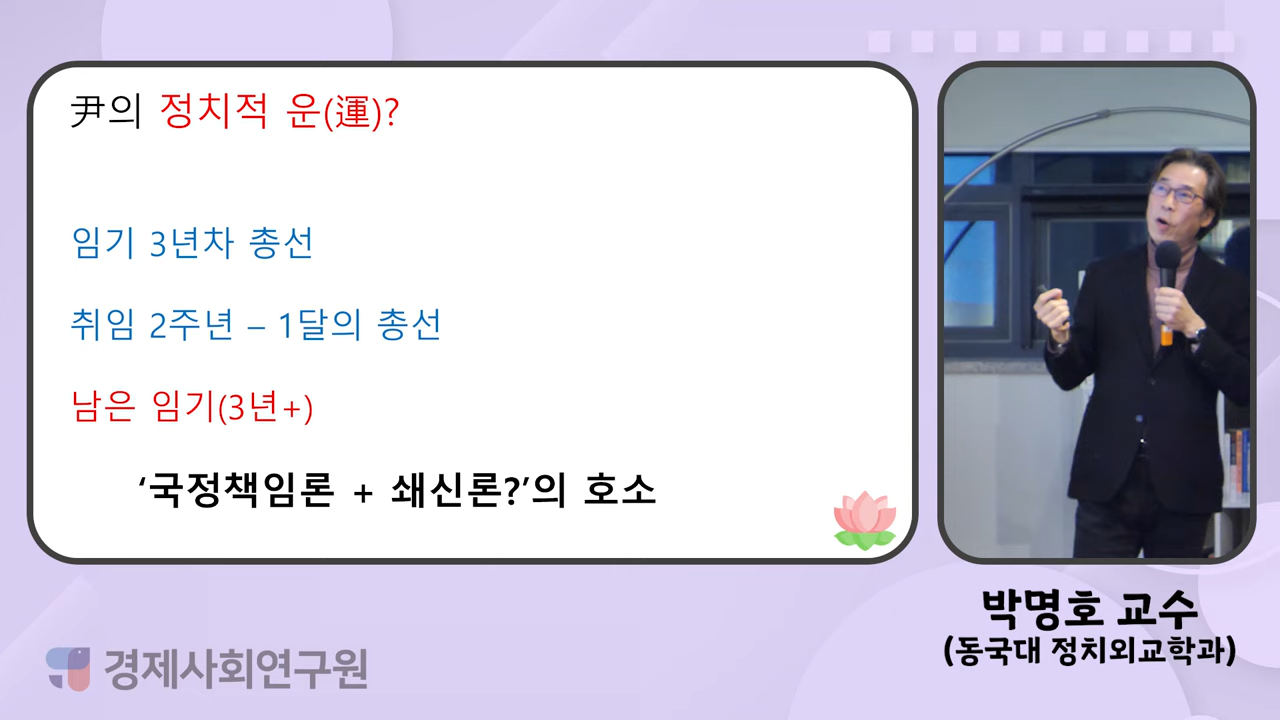 尹의 정치적 운(運)?
임기 3년차 총선
취임 2주년 – 1달의 총선
남은 임기(3년+)
‘국정책임론 + 쇄신론?’의 호소
박명호 교수
(동국대 정치외교학과)
경제사회연구원